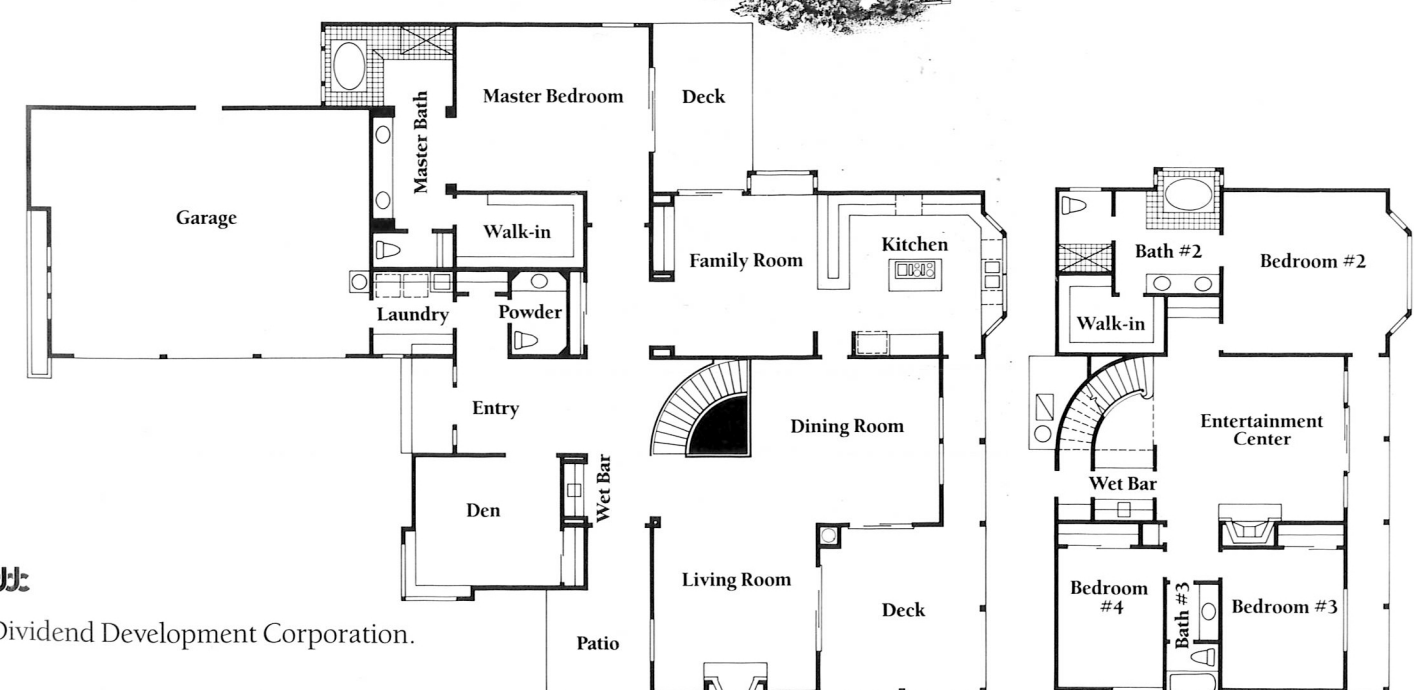 Master Bedroom
Deck
Master Bath
Garage
Walk-in
Family Room
Kitchen
Laundry
Powder
Entry
Dining Room
Den
Wet Bar
Living Room
Deck
Patio
Bath #2
Bedroom #2
Walk-in
Entertainment
Center
Wet Bar
Bedroom
#4
Bath #3
Bedroom #3
Dividend Development Corporation.